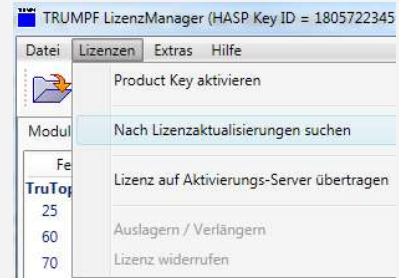 TRUMPF LizenzManager (HASP Key ID = 1805722345
Datei Lizenzen Extras Hilfe
Product Key aktivieren
Modul
Nach Lizenzaktualisierungen suchen
Fe
TruTop
Lizenz auf Aktivierungs-Server übertragen
25
60
Auslagern / Verlängern
70
Lizenz widerrufen